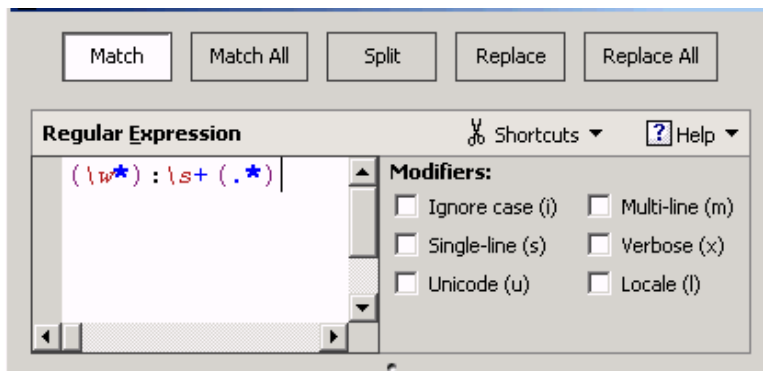 Match Match All Split Replace Replace All
Regular Expression Shortcuts ? Help
(\w*):\s+(.*) Modifiers:
Ignore case (i) Multi-line (m)
Single-line (s) Verbose (x)
Unicode (u) Locale (l)